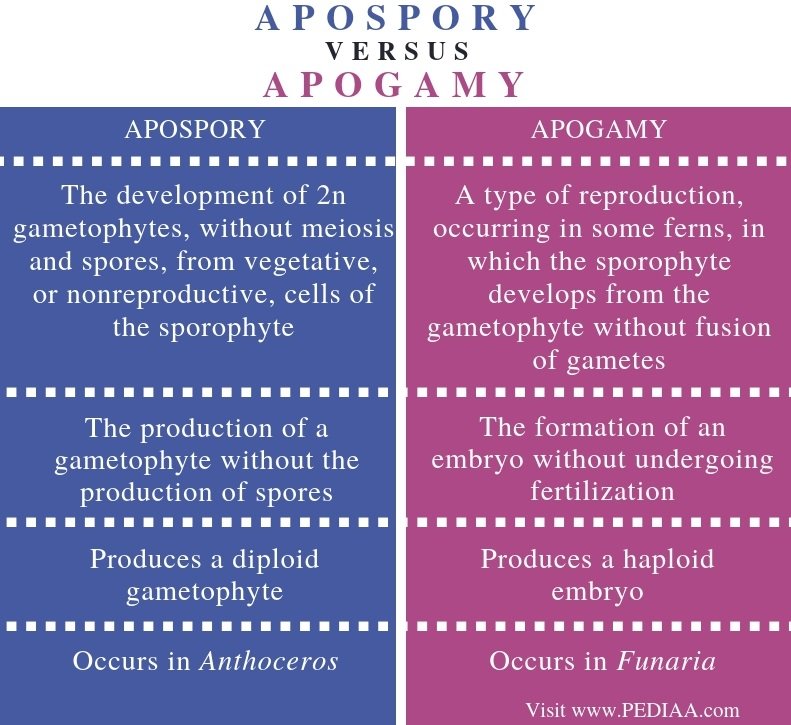 APOSPORY
VERSUS
APOGAMY
APOSPORY
The development of 2n
gametophytes, without meiosis
and spores, from vegetative,
or nonreproductive, cells of
the sporophyte
The production of a
gametophyte without the
production of spores
Produces a diploid
gametophyte
Occurs in Anthoceros
APOGAMY
A type of reproduction,
occurring in some ferns, in
which the sporophyte
develops from the
gametophyte without fusion
of gametes
The formation of an
embryo without undergoing
fertilization
Produces a haploid
embryo
Occurs in Funaria
Visit www.PEDIAA.com